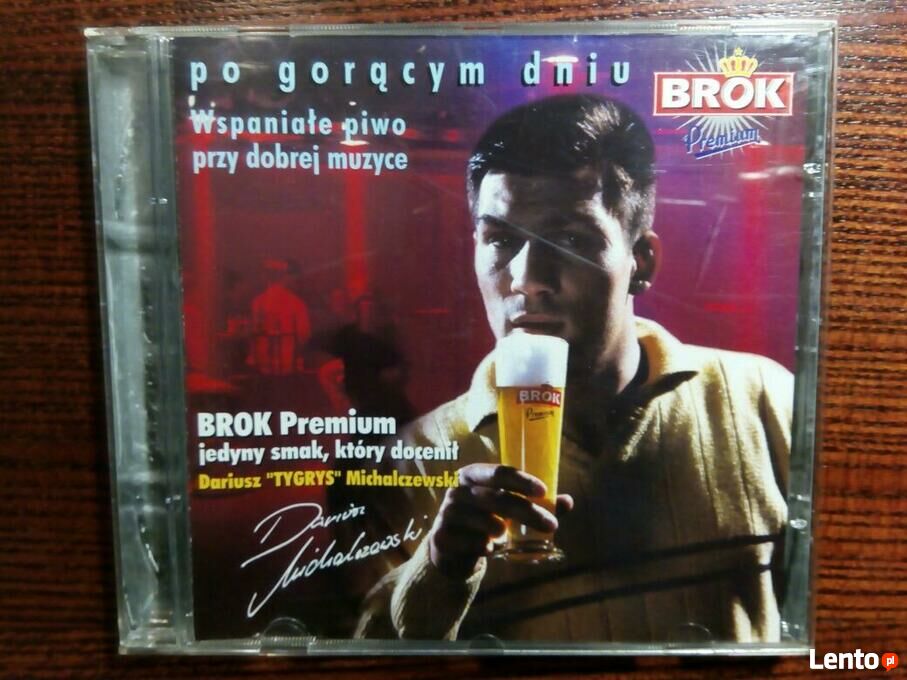 po gorącym dniu
Wspaniałe piwo
przy dobrej muzyce
BROK
Premium
BROK
Premium
BROK Premium
jedyny smak, który docenił
Dariusz "TYGRYS" Michalczewski
Dariusz
Michalczewski
Lento pl